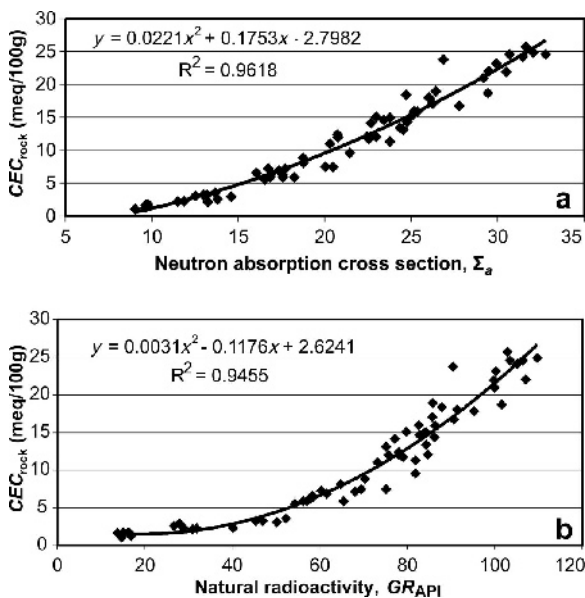 30
25
20
15
10
5
0
CEC_rock (meq/100g)
y = 0.0221x² + 0.1753x - 2.7982
R² = 0.9618
a
5 10 15 20 25 30 35
Neutron absorption cross section, Σ_a
30
25
20
15
10
5
0
CEC_rock (meq/100g)
y = 0.0031x² - 0.1176x + 2.6241
R² = 0.9455
b
0 20 40 60 80 100 120
Natural radioactivity, GR_API